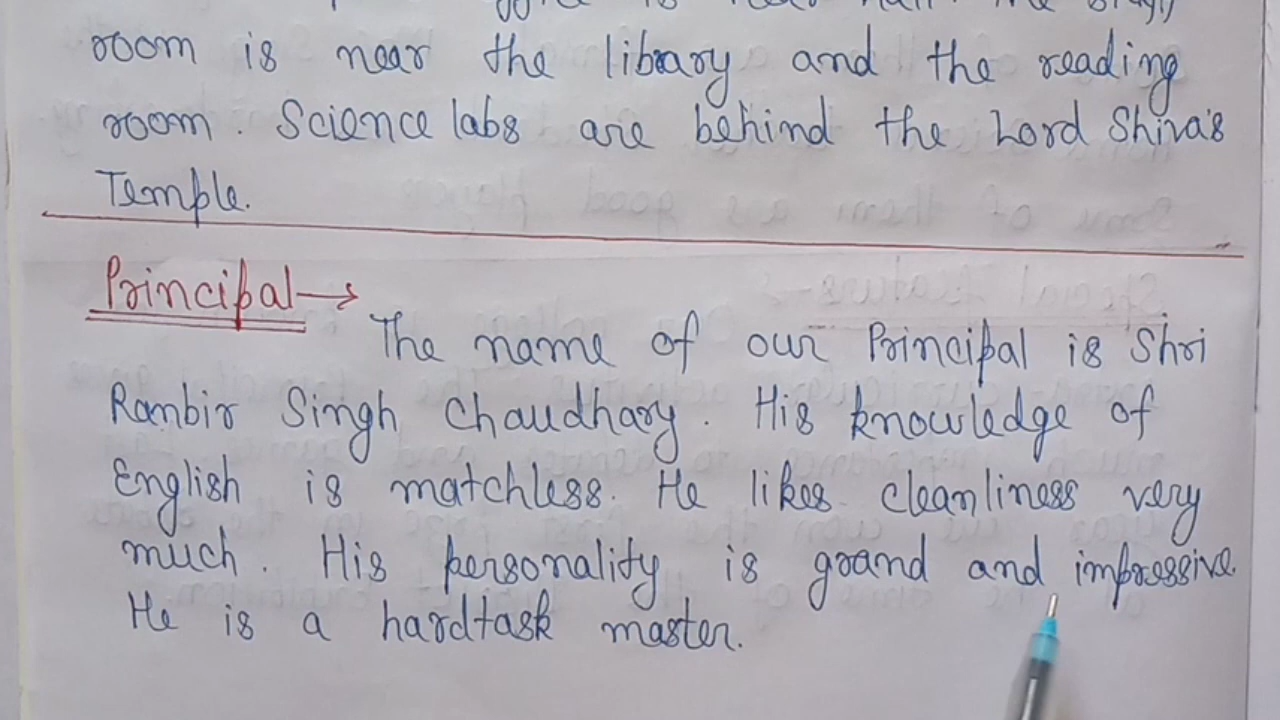 room is near the library and the reading
room. Science labs are behind the Lord Shiva's
Temple.
Principal →
The name of our Principal is Shri
Ranbir Singh Chaudhary. His knowledge of
English is matchless. He likes cleanliness very
much. His personality is grand and impressive.
He is a hardtask master.